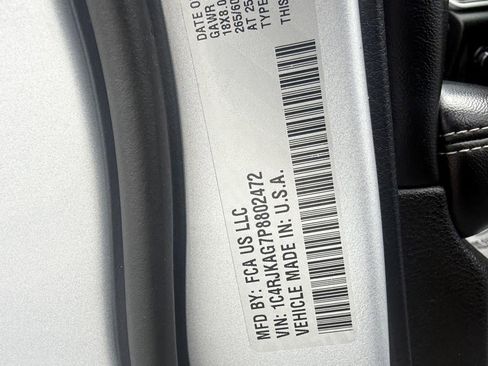 DATE O
GAWR
18X8.0
265/60
AT 25
TYPE
THIS
MFD BY: FCA US LLC
VIN: 1C4RJKAG7P8802472
VEHICLE MADE IN: U.S.A.